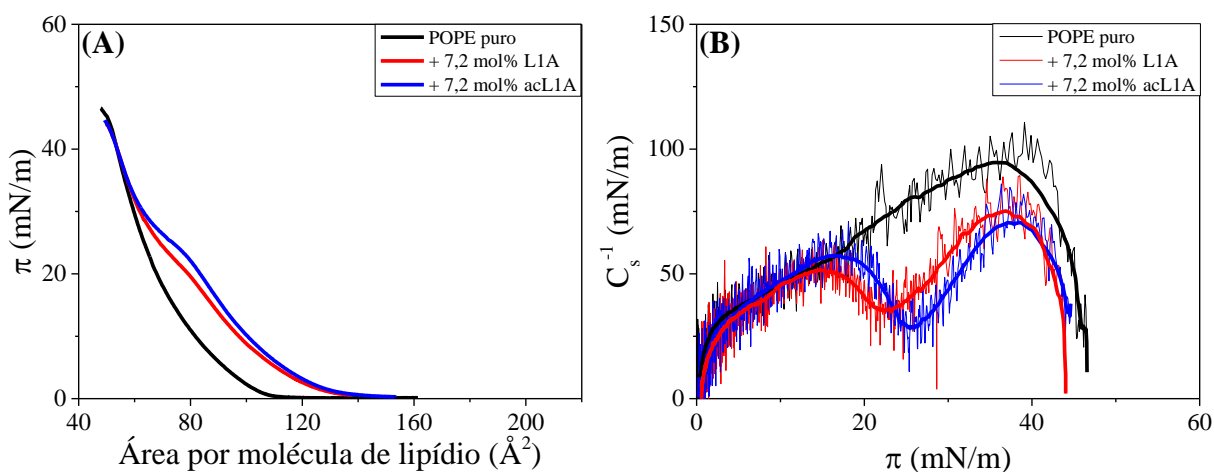 (A)
POPE puro
+ 7,2 mol% L1A
+ 7,2 mol% acL1A
60
40
20
0
40
80
120
160
200
π (mN/m)
Área por molécula de lipídio (Å²)
(B)
POPE puro
+ 7,2 mol% L1A
+ 7,2 mol% acL1A
150
100
50
0
0
20
40
60
Cₛ⁻¹ (mN/m)
π (mN/m)